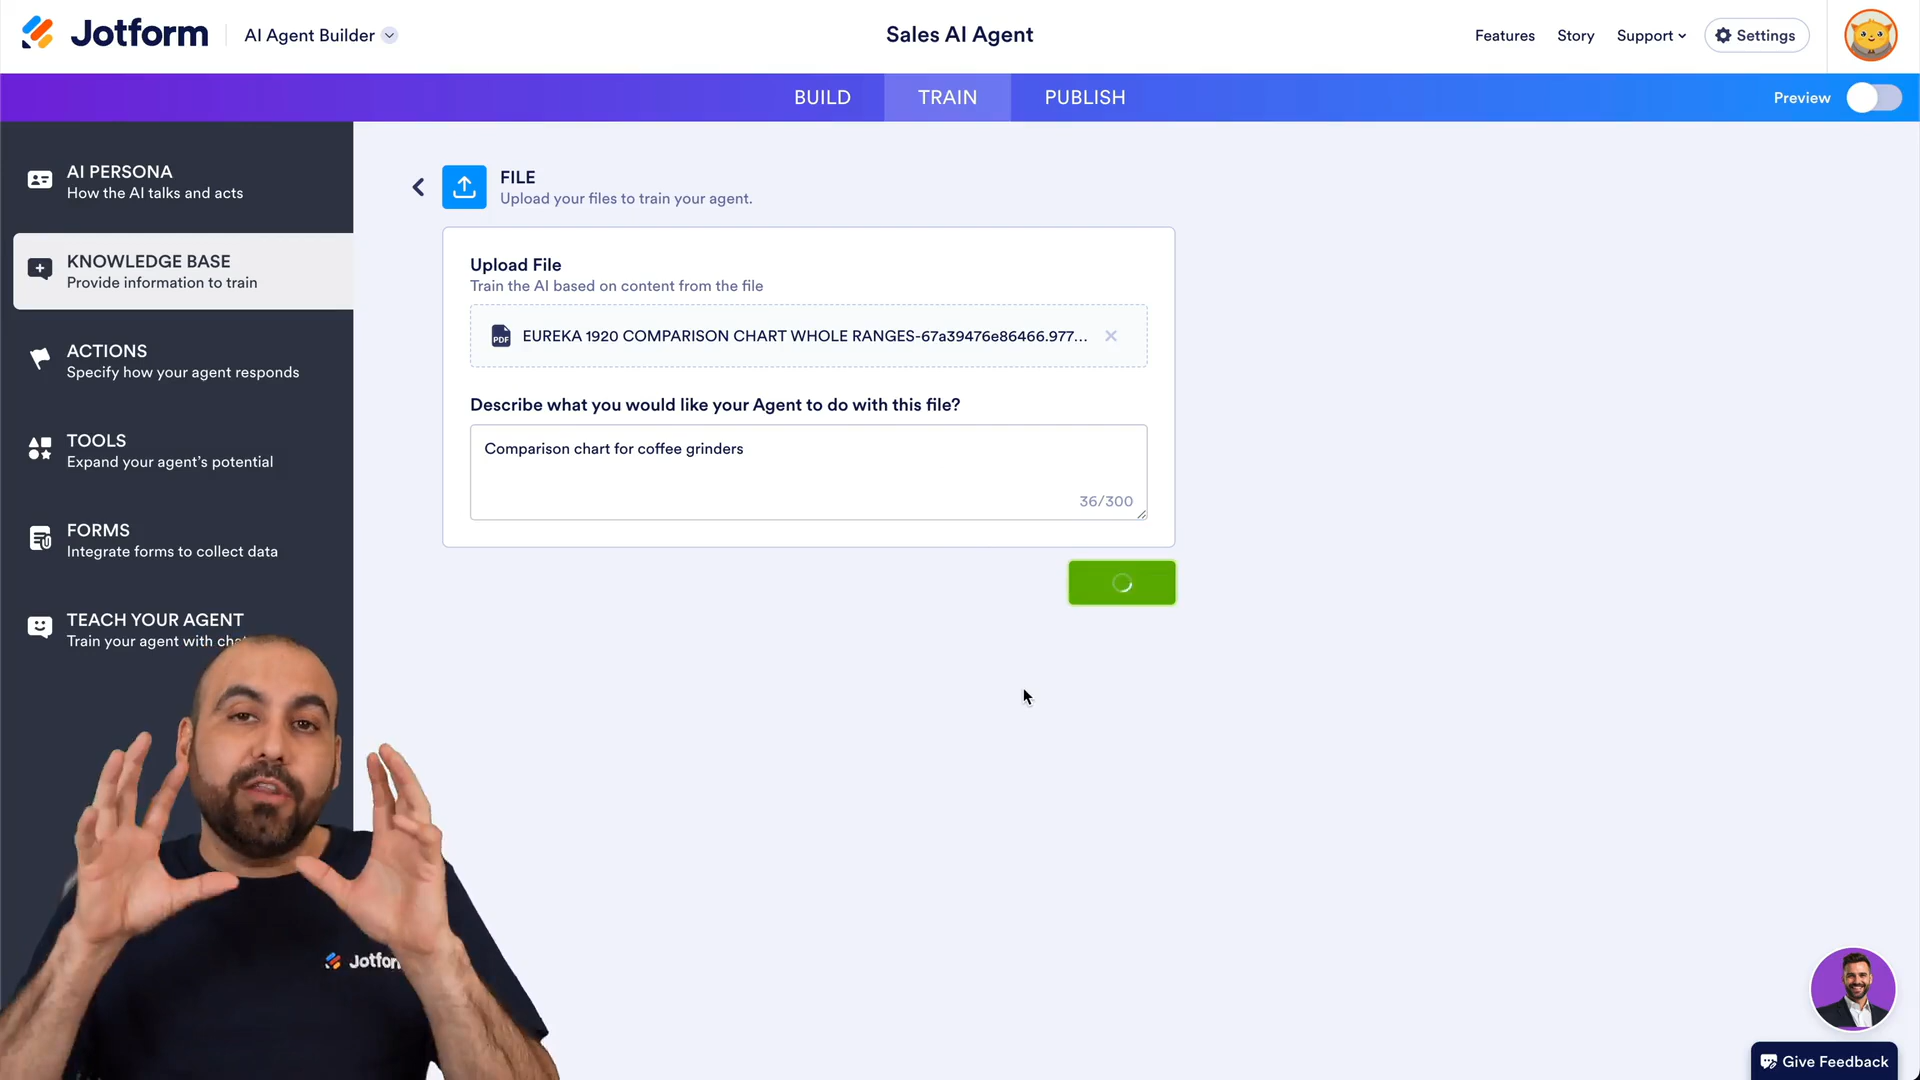 Jotform
AI Agent Builder
Sales AI Agent
Features
Story
Support
Settings
BUILD
TRAIN
PUBLISH
Preview
AI PERSONA
How the AI talks and acts
KNOWLEDGE BASE
Provide information to train
ACTIONS
Specify how your agent responds
TOOLS
Expand your agent's potential
FORMS
Integrate forms to collect data
TEACH YOUR AGENT
Train your agent with
FILE
Upload your files to train your agent.
Upload File
Train the AI based on content from the file
PDF
EUREKA 1920 COMPARISON CHART WHOLE RANGES-67a39476e86466.977...
Describe what you would like your Agent to do with this file?
Comparison chart for coffee grinders
36/300
Jotform
Give Feedback